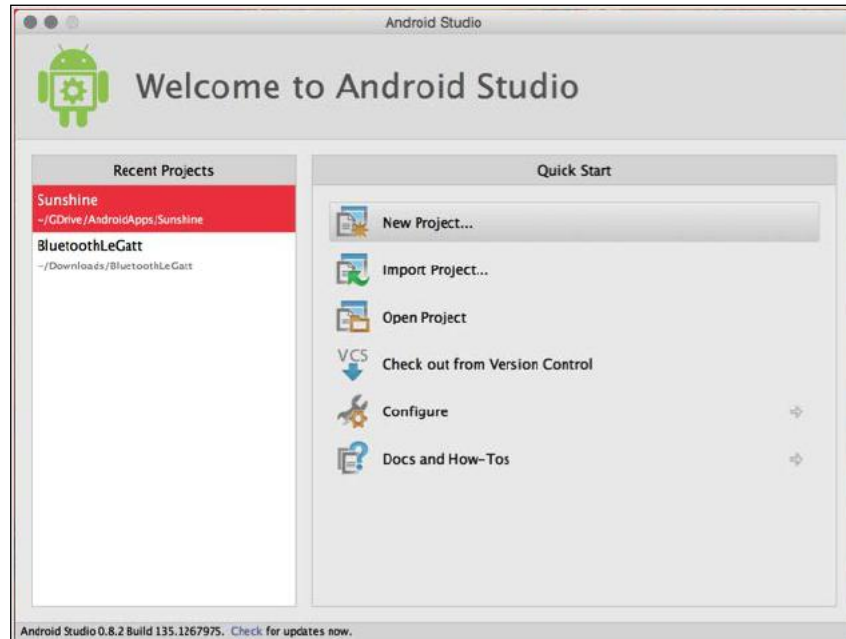 Android Studio
Welcome to Android Studio
Recent Projects
Sunshine
~/GDrive/AndroidApps/Sunshine
BluetoothLeGatt
~/Downloads/BluetoothLeGatt
Quick Start
New Project...
Import Project...
Open Project
VCS
Check out from Version Control
Configure
Docs and How-Tos
Android Studio 0.8.2 Build 135.1267975. Check for updates now.